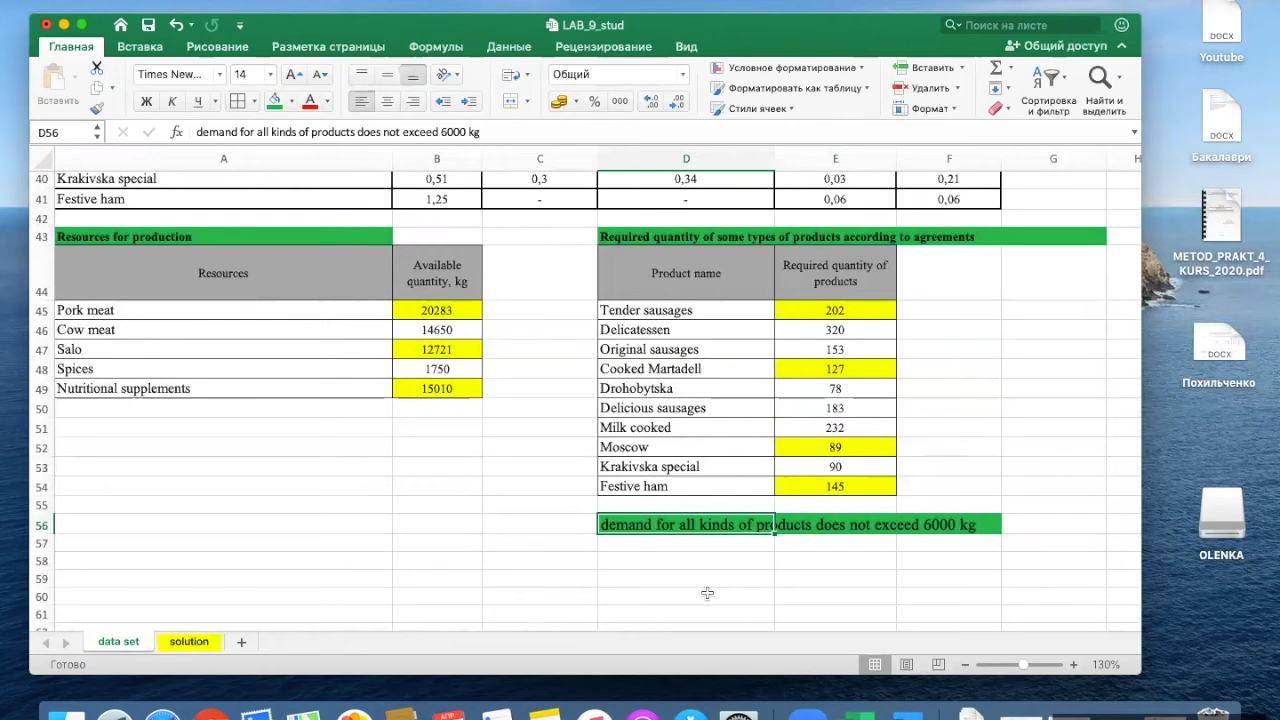 LAB_9_stud
Поиск на листе
Главная Вставка Рисование Разметка страницы Формулы Данные Рецензирование Вид
Общий доступ
Вставить
Times New... 14
Ж К Ч
А А
Общий
% 000
Условное форматирование
Форматировать как таблицу
Стили ячеек
Вставить
Удалить
Формат
Сортировка и фильтр
Найти и выделить
D56 fx demand for all kinds of products does not exceed 6000 kg
A B C D E F G H
40 Krakivska special 0,51 0,3 0,34 0,03 0,21
41 Festive ham 1,25 - - 0,06 0,06
42
43 Resources for production Required quantity of some types of products according to agreements
44 Resources Available quantity, kg Product name Required quantity of products
45 Pork meat 20283 Tender sausages 202
46 Cow meat 14650 Delicatessen 320
47 Salo 12721 Original sausages 153
48 Spices 1750 Cooked Martadell 127
49 Nutritional supplements 15010 Drohobytska 78
50 Delicious sausages 183
51 Milk cooked 232
52 Moscow 89
53 Krakivska special 90
54 Festive ham 145
55
56 demand for all kinds of products does not exceed 6000 kg
57
58
59
60
61
data set solution +
Готово
130%
DOCX
Youtube
DOCX
Бакалаври
METOD_PRAKT_4_
KURS_2020.pdf
DOCX
Похильченко
OLENKA
АПР